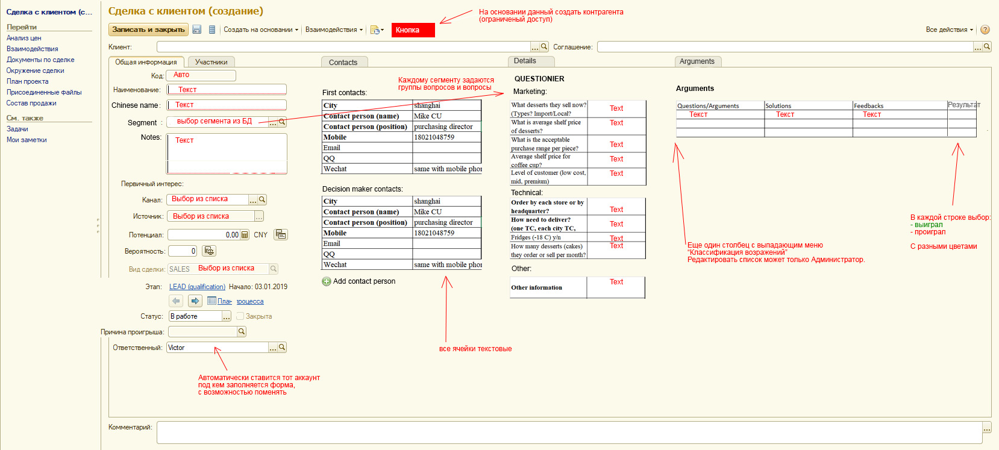 Сделка с клиентом (с...
Перейти
Анализ цен
Взаимодействия
Документы по сделке
Окружение сделки
План проекта
Присоединенные файлы
Состав продажи
См. также
Задачи
Мои заметки
Сделка с клиентом (создание)
На основании данный создать контрагента
(ограниченый доступ)
Записать и закрыть
Создать на основании
Взаимодействия
Кнопка
Все действия
?
Клиент:
...
Соглашение:
...
Общая информация
Участники
Contacts
Details
Arguments
Код:
Авто
Наименование:
Текст
Chinese name :
Текст
Segment :
выбор сегмента из БД
...
Notes:
Текст
Первичный интерес:
Канал:
Выбор из списка
...
Источник:
Выбор из списка
...
Потенциал:
0,00
CNY
Вероятность:
0
Вид сделки:
SALES
Выбор из списка
Этап:
LEAD (qualification)
Начало: 03.01.2019
План
роцесса
Статус:
В работе
...
Закрыта
Причина проигрыша:
Ответственный:
Victor
...
Автоматически ставится тот аккаунт
под кем заполняется форма,
с возможностью поменять
First contacts:
City shanghai
Contact person (name) Mike CU
Contact person (position) purchasing director
Mobile 18021048759
Email
QQ
Wechat same with mobile phor
Decision maker contacts:
City shanghai
Contact person (name) Mike CU
Contact person (position) purchasing director
Mobile 18021048759
Email
QQ
Wechat same with mobile phor
Add contact person
все ячейки текстовые
Каждому сегменту задаются
группы вопросов и вопросы
QUESTIONIER
Marketing:
What desserts they sell now?
(Types? Import/Local?
Text
What is average shelf price
of desserts?
Text
What is the acceptable
purchase range per piece?
Text
Average shelf price for
coffee cup?
Text
Level of customer (low cost,
mid, premium)
Text
Technical:
Order by each store or by
headquarter?
Text
How need to deliver?
(one TC, each city TC,
Text
Fridges (-18 C) y/n
Text
How many desserts (cakes)
they order or sell per month?
Text
Other:
Other information
Text
Arguments
Questions/Arguments Solutions Feedbacks Результат
Текст Текст Текст
Еще один столбец с выпадающим меню
“Классификация возражений”
Редактировать список может только Администратор.
В каждой строке выбор:
- выиграл
- проиграл
С разными цветами
Комментарий:
...